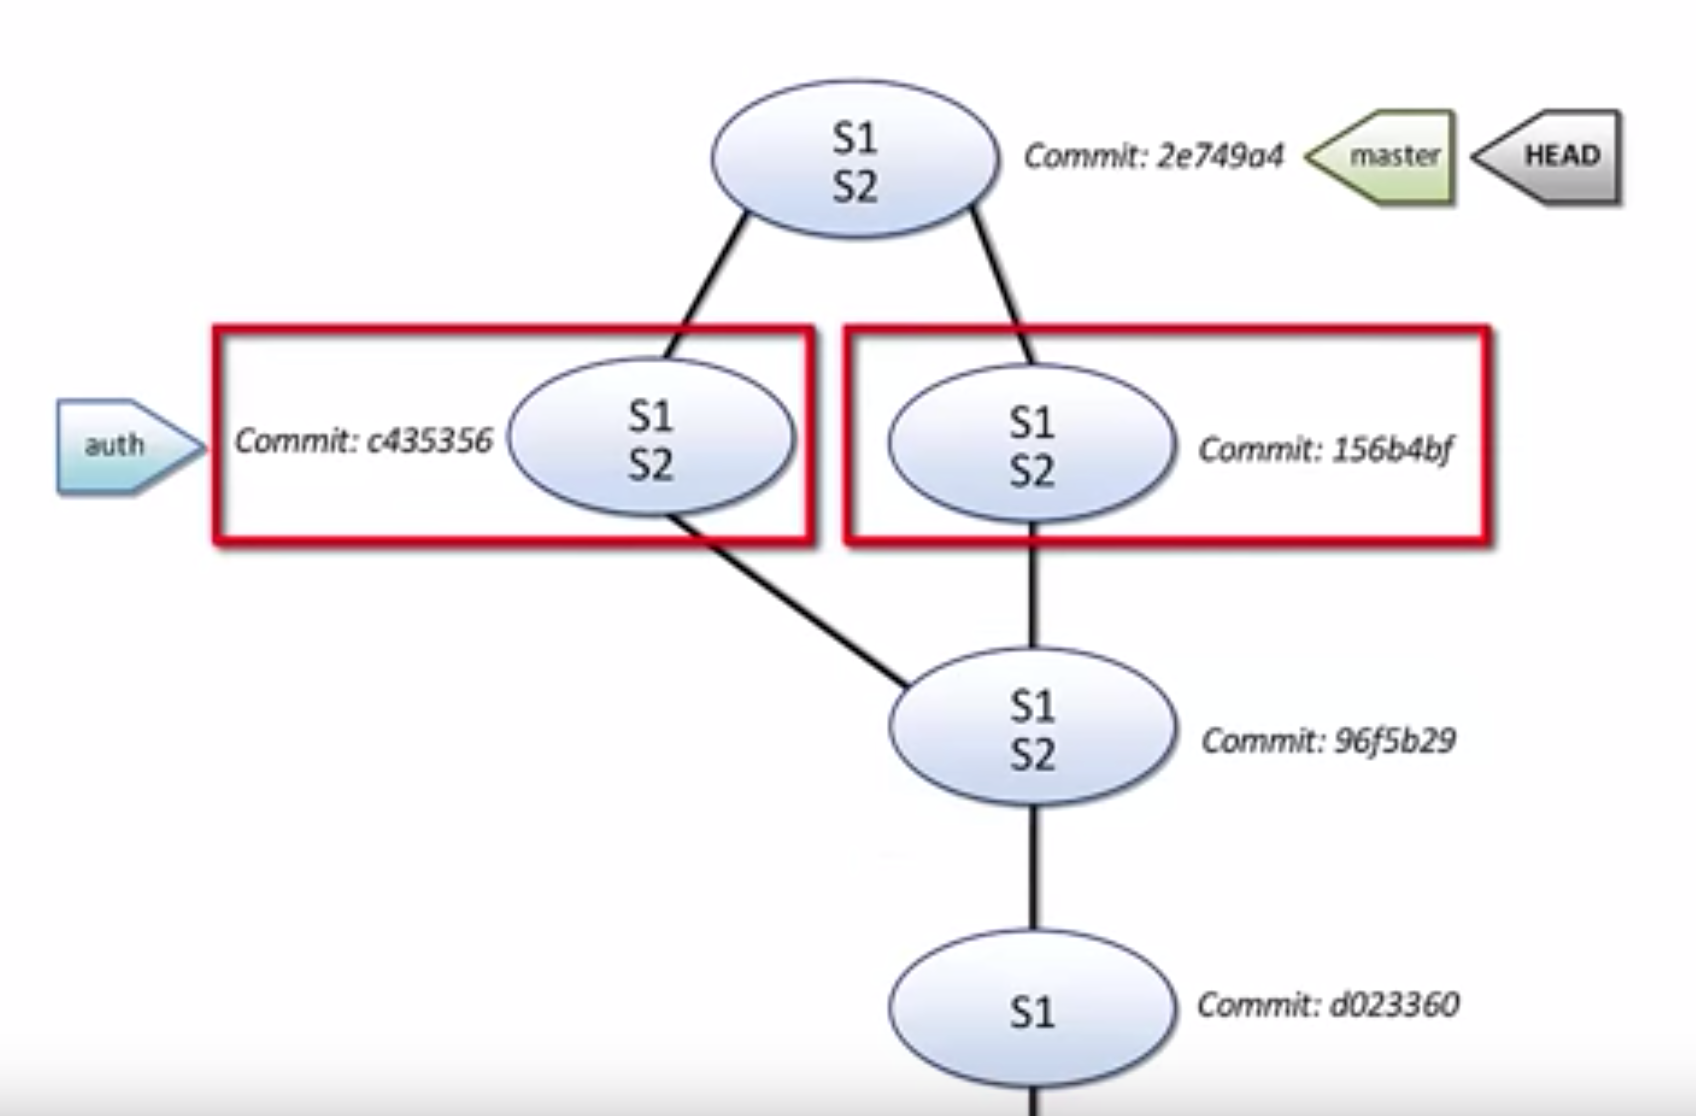 S1
S2
Commit: 2e749a4
master
HEAD
auth
Commit: c435356
S1
S2
S1
S2
Commit: 156b4bf
S1
S2
Commit: 96f5b29
S1
Commit: d023360